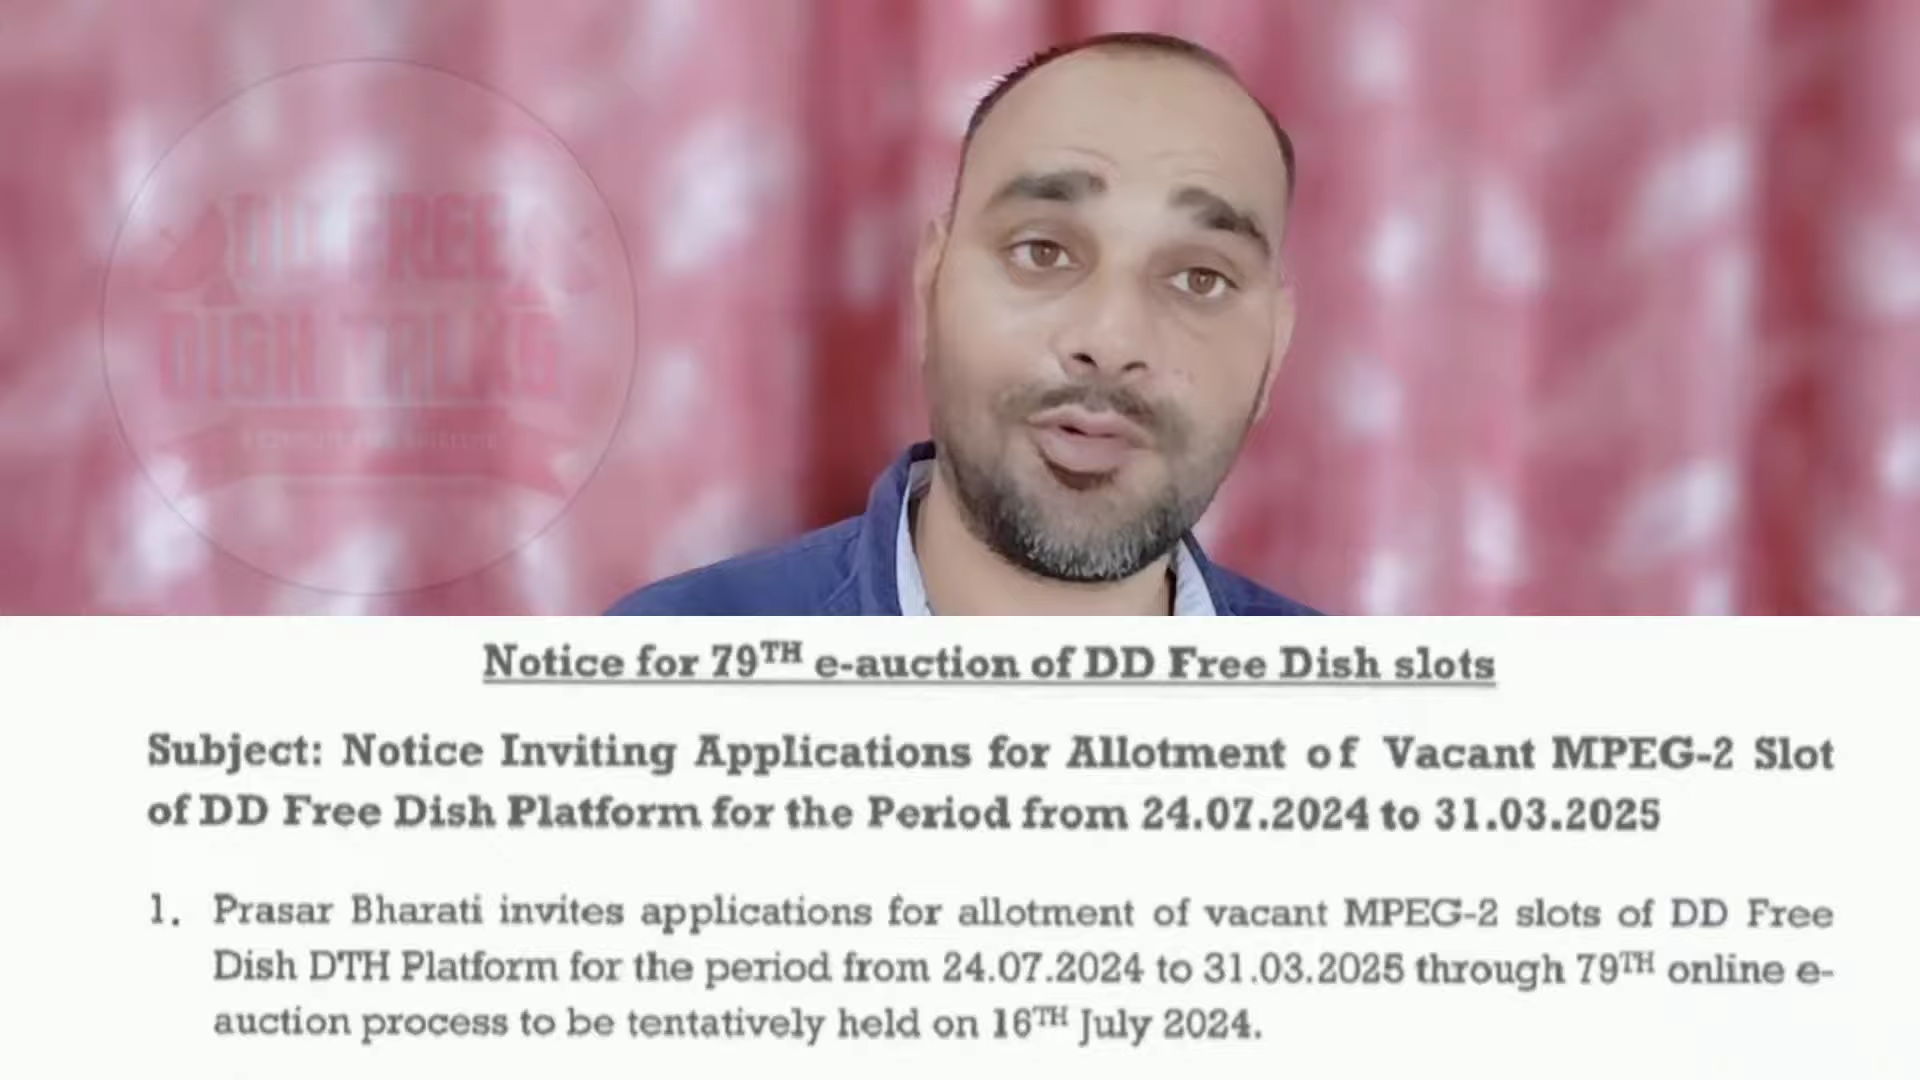 DD FREE
DISH TALKS
Notice for 79TH e-auction of DD Free Dish slots
Subject: Notice Inviting Applications for Allotment of Vacant MPEG-2 Slot
of DD Free Dish Platform for the Period from 24.07.2024 to 31.03.2025
1. Prasar Bharati invites applications for allotment of vacant MPEG-2 slots of DD Free
Dish DTH Platform for the period from 24.07.2024 to 31.03.2025 through 79TH online e-
auction process to be tentatively held on 16TH July 2024.